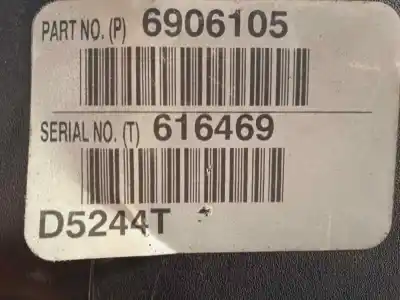 PART NO. (P) 6906105
SERIAL NO. (T) 616469
D5244T